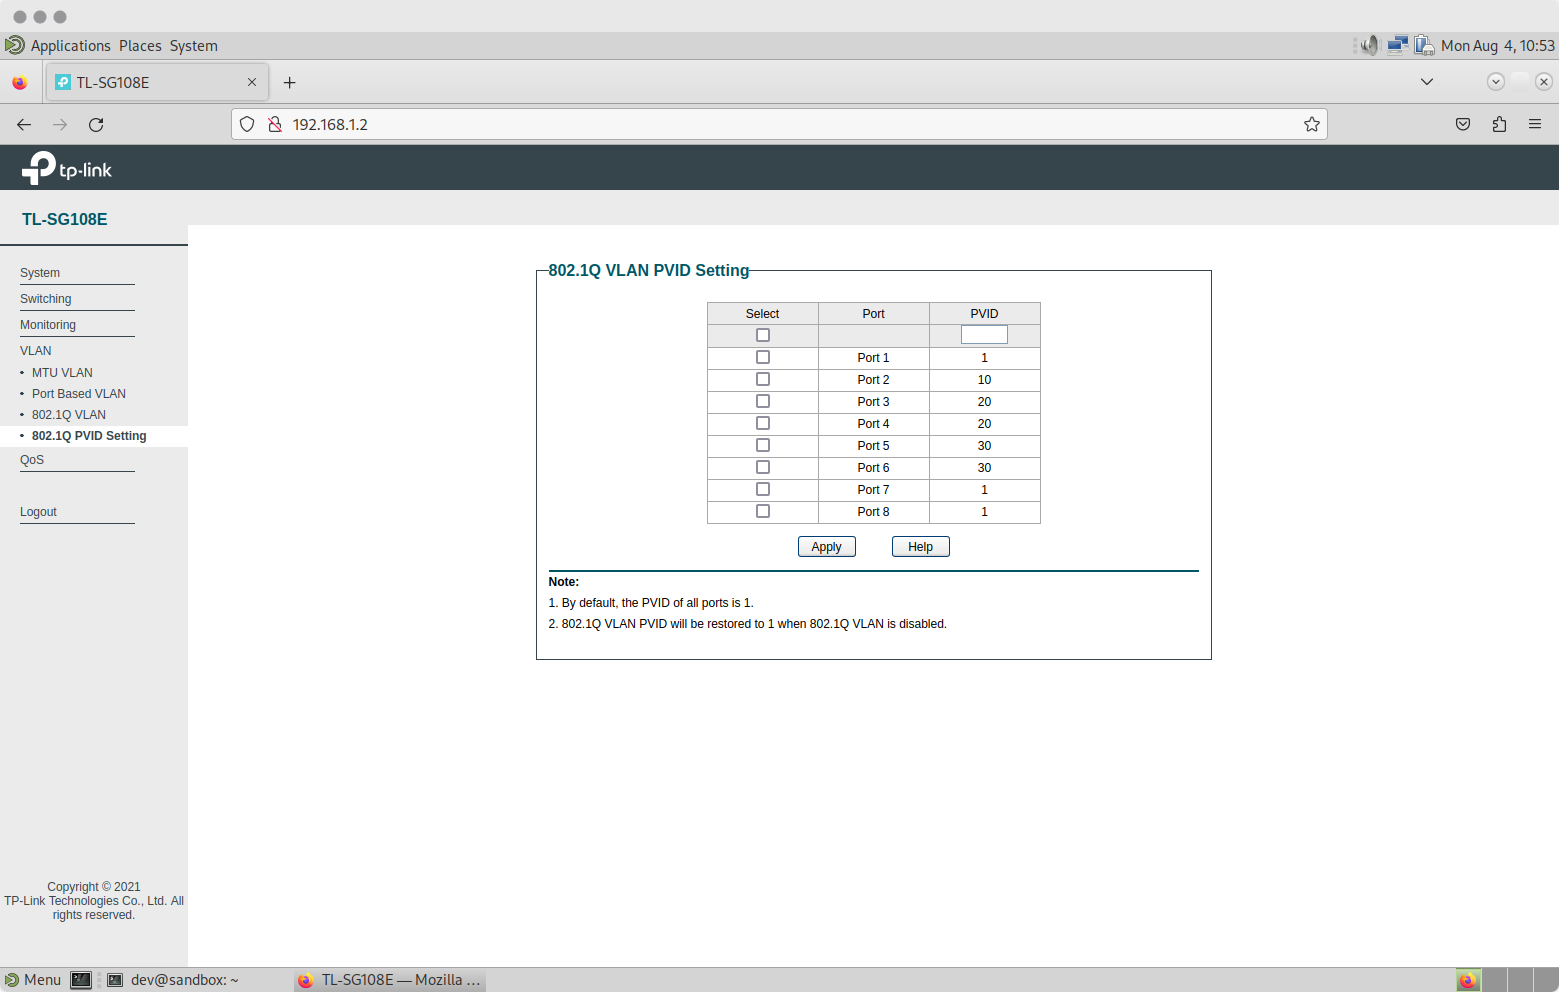 Applications Places System
Mon Aug 4, 10:53
TL-SG108E
192.168.1.2
tp-link
TL-SG108E
System
Switching
Monitoring
VLAN
MTU VLAN
Port Based VLAN
802.1Q VLAN
802.1Q PVID Setting
QoS
Logout
Copyright © 2021
TP-Link Technologies Co., Ltd. All
rights reserved.
802.1Q VLAN PVID Setting
Select Port PVID
Port 1 1
Port 2 10
Port 3 20
Port 4 20
Port 5 30
Port 6 30
Port 7 1
Port 8 1
Apply Help
Note:
1. By default, the PVID of all ports is 1.
2. 802.1Q VLAN PVID will be restored to 1 when 802.1Q VLAN is disabled.
Menu
dev@sandbox: ~
TL-SG108E — Mozilla ...